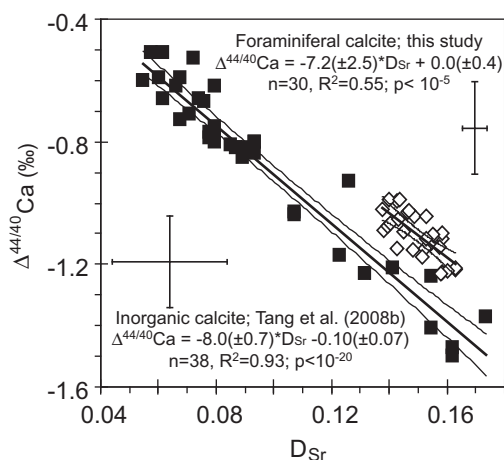 -0.4
Foraminiferal calcite; this study
Δ44/40Ca = -7.2(±2.5)*DSr + 0.0(±0.4)
n=30, R2=0.55; p< 10-5
-0.8
Δ44/40Ca (‰)
-1.2
Inorganic calcite; Tang et al. (2008b)
Δ44/40Ca = -8.0(±0.7)*DSr -0.10(±0.07)
n=38, R2=0.93; p<10-20
-1.6
0.04 0.08 0.12 0.16
DSr